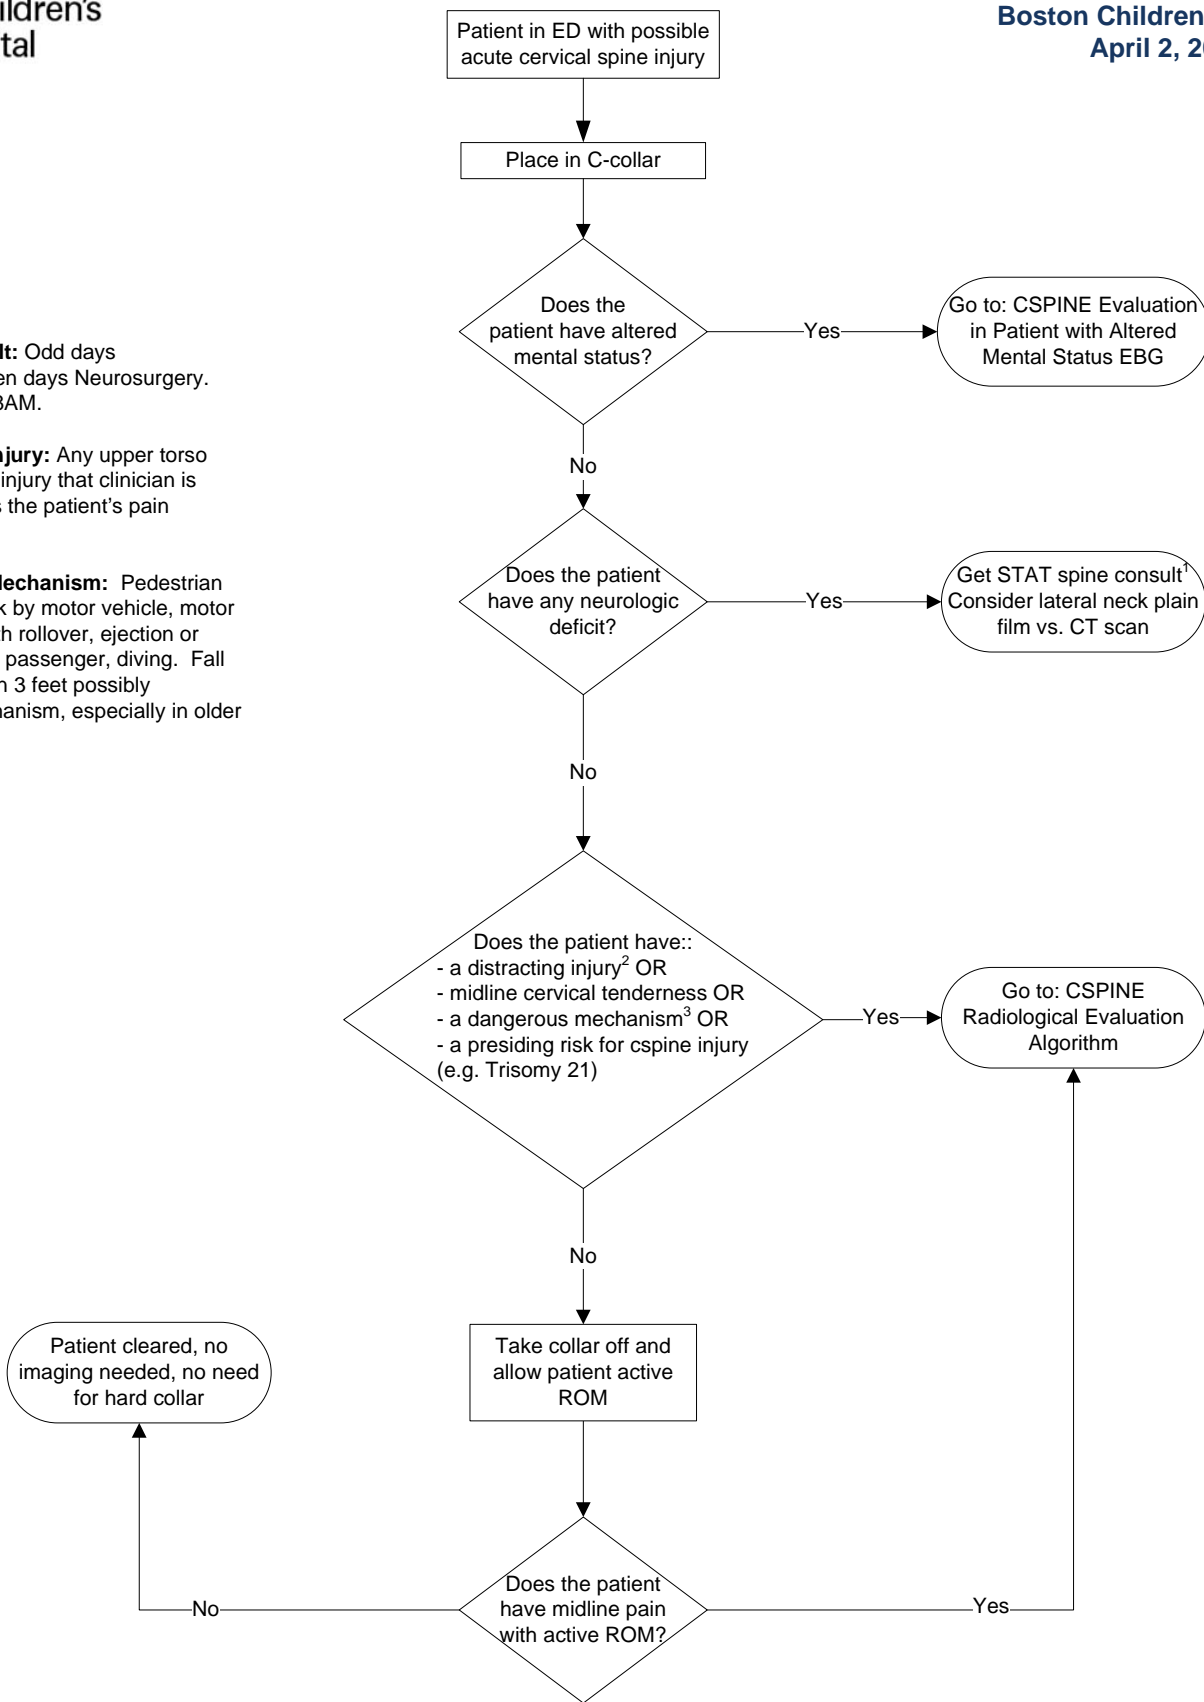 ildren's
tal
Boston Children
April 2, 2
Patient in ED with possible
acute cervical spine injury
Place in C-collar
Does the
patient have altered
mental status?
Yes
Go to: CSPINE Evaluation
in Patient with Altered
Mental Status EBG
lt: Odd days
en days Neurosurgery.
AM.
No
njury: Any upper torso
injury that clinician is
s the patient's pain
Does the patient
have any neurologic
deficit?
Yes
Get STAT spine consult¹
Consider lateral neck plain
film vs. CT scan
Mechanism: Pedestrian
k by motor vehicle, motor
th rollover, ejection or
passenger, diving. Fall
n 3 feet possibly
hanism, especially in older
No
Does the patient have::
- a distracting injury² OR
- midline cervical tenderness OR
- a dangerous mechanism³ OR
- a presiding risk for cspine injury
(e.g. Trisomy 21)
Yes
Go to: CSPINE
Radiological Evaluation
Algorithm
No
Take collar off and
allow patient active
ROM
Patient cleared, no
imaging needed, no need
for hard collar
Does the patient
have midline pain
with active ROM?
No
Yes